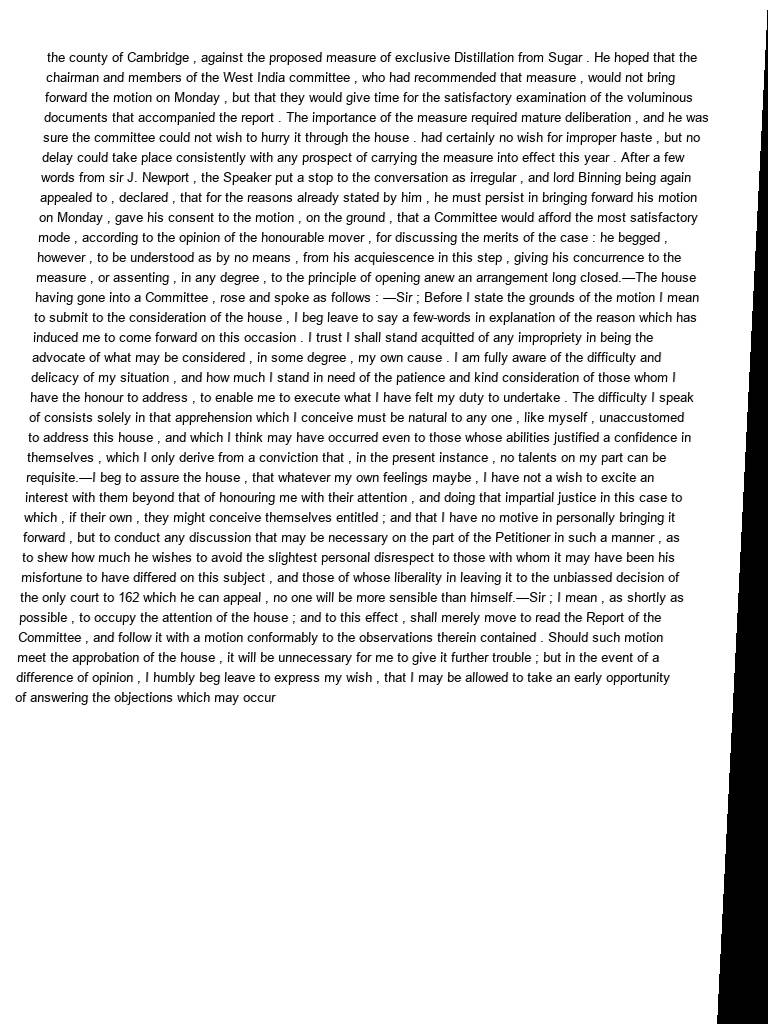 the county of Cambridge , against the proposed measure of exclusive Distillation from Sugar . He hoped that the
chairman and members of the West India committee , who had recommended that measure , would not bring
forward the motion on Monday , but that they would give time for the satisfactory examination of the voluminous
documents that accompanied the report . The importance of the measure required mature deliberation , and he was
sure the committee could not wish to hurry it through the house . had certainly no wish for improper haste , but no
delay could take place consistently with any prospect of carrying the measure into effect this year . After a few
words from sir J. Newport , the Speaker put a stop to the conversation as irregular , and lord Binning being again
appealed to , declared , that for the reasons already stated by him , he must persist in bringing forward his motion
on Monday , gave his consent to the motion , on the ground , that a Committee would afford the most satisfactory
mode , according to the opinion of the honourable mover , for discussing the merits of the case : he begged ,
however , to be understood as by no means , from his acquiescence in this step , giving his concurrence to the
measure , or assenting , in any degree , to the principle of opening anew an arrangement long closed.—The house
having gone into a Committee , rose and spoke as follows : —Sir ; Before I state the grounds of the motion I mean
to submit to the consideration of the house , I beg leave to say a few-words in explanation of the reason which has
induced me to come forward on this occasion . I trust I shall stand acquitted of any impropriety in being the
advocate of what may be considered , in some degree , my own cause . I am fully aware of the difficulty and
delicacy of my situation , and how much I stand in need of the patience and kind consideration of those whom I
have the honour to address , to enable me to execute what I have felt my duty to undertake . The difficulty I speak
of consists solely in that apprehension which I conceive must be natural to any one , like myself , unaccustomed
to address this house , and which I think may have occurred even to those whose abilities justified a confidence in
themselves , which I only derive from a conviction that , in the present instance , no talents on my part can be
requisite.—I beg to assure the house , that whatever my own feelings maybe , I have not a wish to excite an
interest with them beyond that of honouring me with their attention , and doing that impartial justice in this case to
which , if their own , they might conceive themselves entitled ; and that I have no motive in personally bringing it
forward , but to conduct any discussion that may be necessary on the part of the Petitioner in such a manner , as
to shew how much he wishes to avoid the slightest personal disrespect to those with whom it may have been his
misfortune to have differed on this subject , and those of whose liberality in leaving it to the unbiassed decision of
the only court to 162 which he can appeal , no one will be more sensible than himself.—Sir ; I mean , as shortly as
possible , to occupy the attention of the house ; and to this effect , shall merely move to read the Report of the
Committee , and follow it with a motion conformably to the observations therein contained . Should such motion
meet the approbation of the house , it will be unnecessary for me to give it further trouble ; but in the event of a
difference of opinion , I humbly beg leave to express my wish , that I may be allowed to take an early opportunity
of answering the objections which may occur